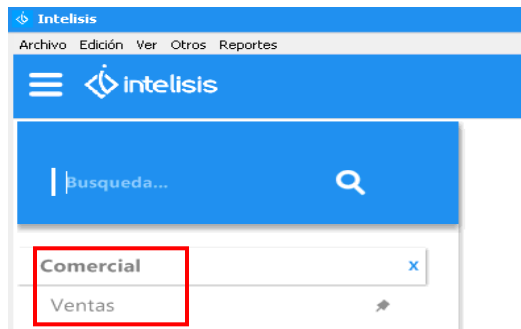 Intelisis
Archivo Edición Ver Otros Reportes
intelisis
Busqueda...
Comercial x
Ventas